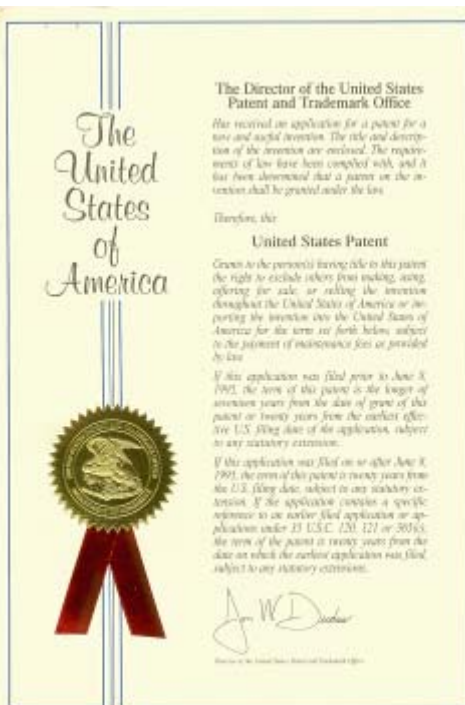 The
United
States
of
America
The Director of the United States
Patent and Trademark Office
Has received an application for a patent for a
new and useful invention. The title and descrip-
tion of the invention are enclosed. The require-
ments of law have been complied with, and it
has been determined that a patent on the in-
vention shall be granted under the law.
Therefore, this
United States Patent
Grants to the person(s) having title to this patent
the right to exclude others from making, using,
offering for sale, or selling the invention
throughout the United States of America or im-
porting the invention into the United States of
America for the term set forth below, subject
to the payment of maintenance fees as provided
by law.
If this application was filed prior to June 8,
1995, the term of this patent is the longer of
seventeen years from the date of grant of this
patent or twenty years from the earliest effec-
tive U.S. filing date of the application, subject
to any statutory extension.
If this application was filed on or after June 8,
1995, the term of this patent is twenty years from
the U.S. filing date, subject to any statutory ex-
tension. If the application contains a specific
reference to an earlier filed application or ap-
plications under 35 U.S.C. 120, 121 or 365(c),
the term of the patent is twenty years from the
date on which the earliest application was filed,
subject to any statutory extensions.
Jon W Dudas
Director of the United States Patent and Trademark Office